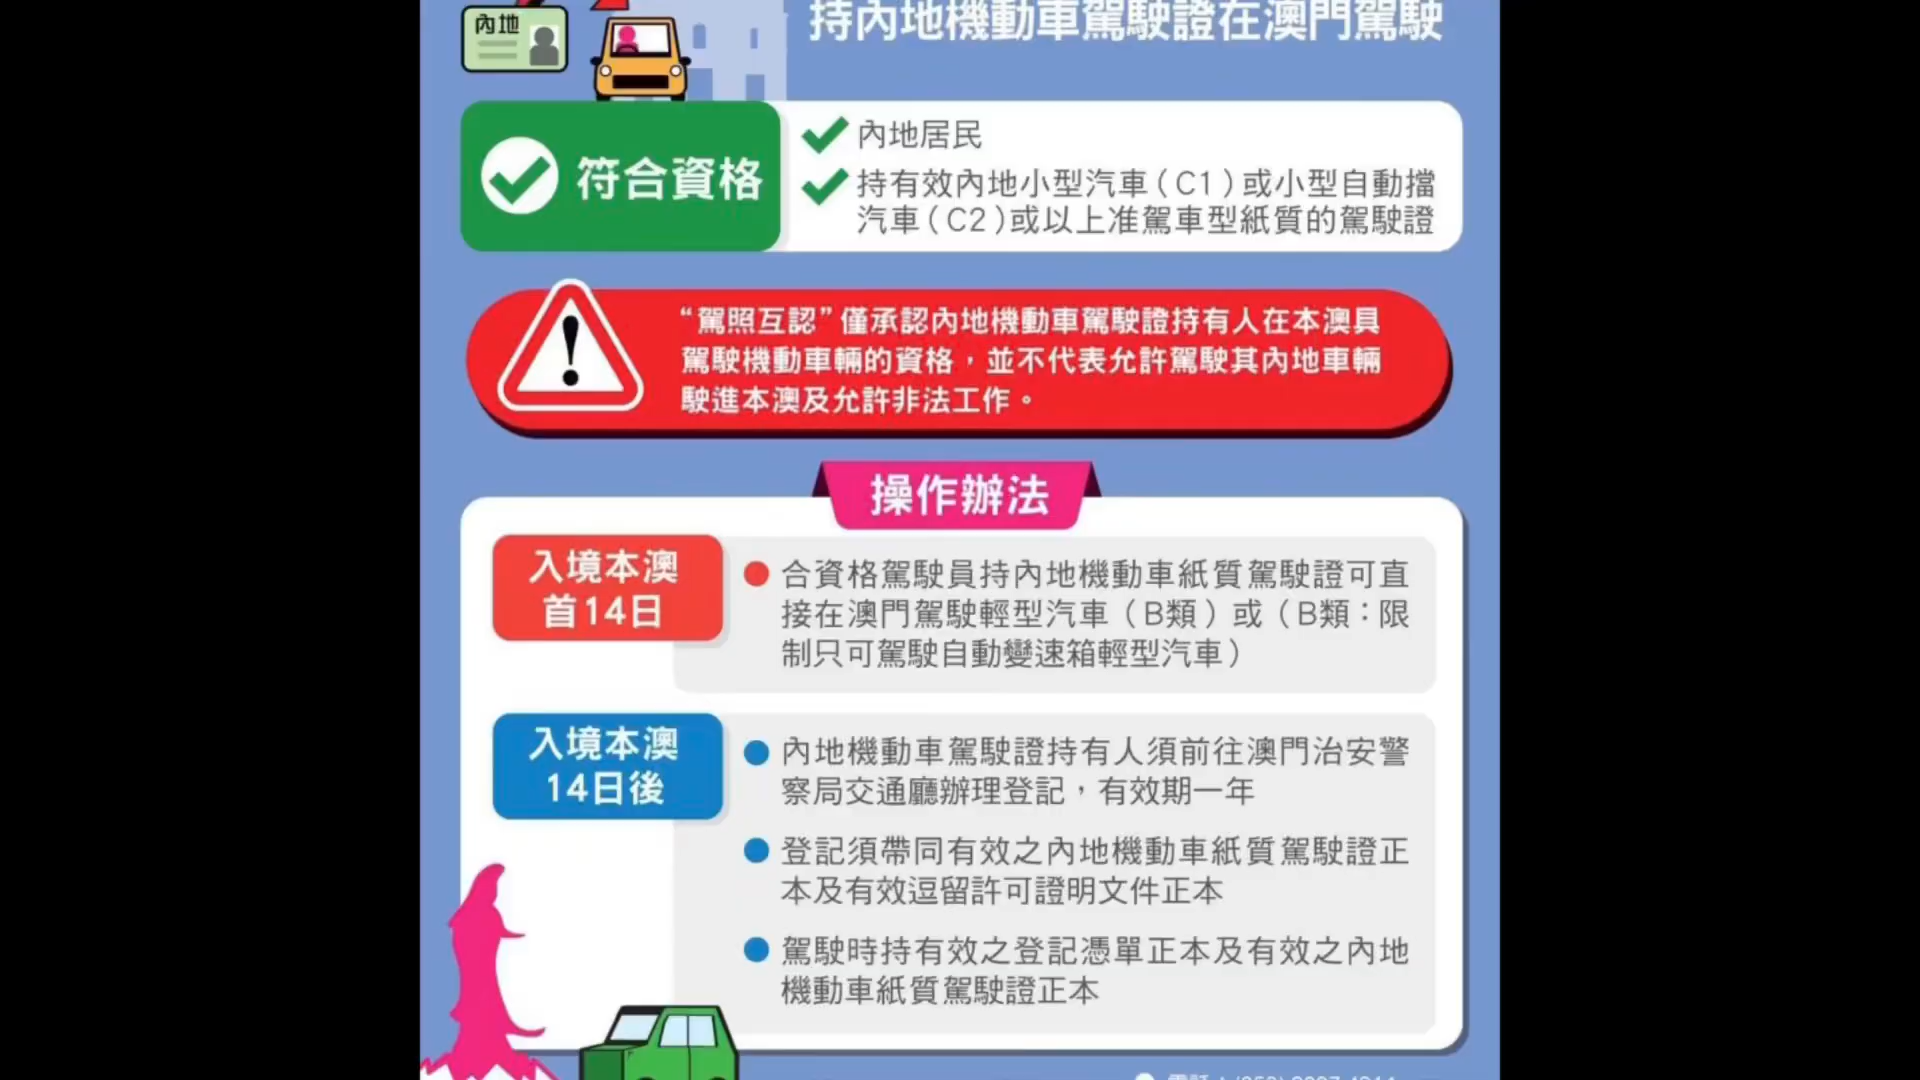 內地
持內地機動車駕駛證在澳門駕駛
符合資格
內地居民
持有效內地小型汽車（C1）或小型自動擋
汽車（C2）或以上准駕車型紙質的駕駛證
“駕照互認”僅承認內地機動車駕駛證持有人在本澳具
駕駛機動車輛的資格，並不代表允許駕駛其內地車輛
駛進本澳及允許非法工作。
操作辦法
入境本澳
首14日
合資格駕駛員持內地機動車紙質駕駛證可直
接在澳門駕駛輕型汽車（B類）或（B類：限
制只可駕駛自動變速箱輕型汽車）
入境本澳
14日後
內地機動車駕駛證持有人須前往澳門治安警
察局交通廳辦理登記，有效期一年
登記須帶同有效之內地機動車紙質駕駛證正
本及有效逗留許可證明文件正本
駕駛時持有效之登記憑單正本及有效之內地
機動車紙質駕駛證正本